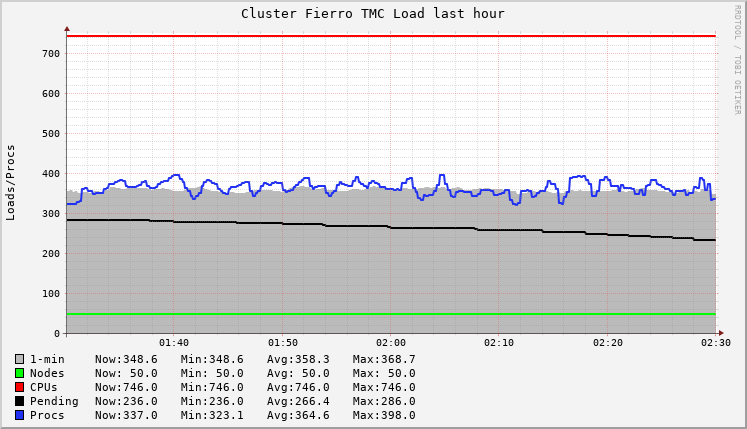 Cluster Fierro TMC Load last hour
RRDTOOL / TOBI OETIKER
Loads/Procs
700
600
500
400
300
200
100
0
01:40 01:50 02:00 02:10 02:20 02:30
1-min Now:348.6 Min:348.6 Avg:358.3 Max:368.7
Nodes Now: 50.0 Min: 50.0 Avg: 50.0 Max: 50.0
CPUs Now:746.0 Min:746.0 Avg:746.0 Max:746.0
Pending Now:236.0 Min:236.0 Avg:266.4 Max:286.0
Procs Now:337.0 Min:323.1 Avg:364.6 Max:398.0